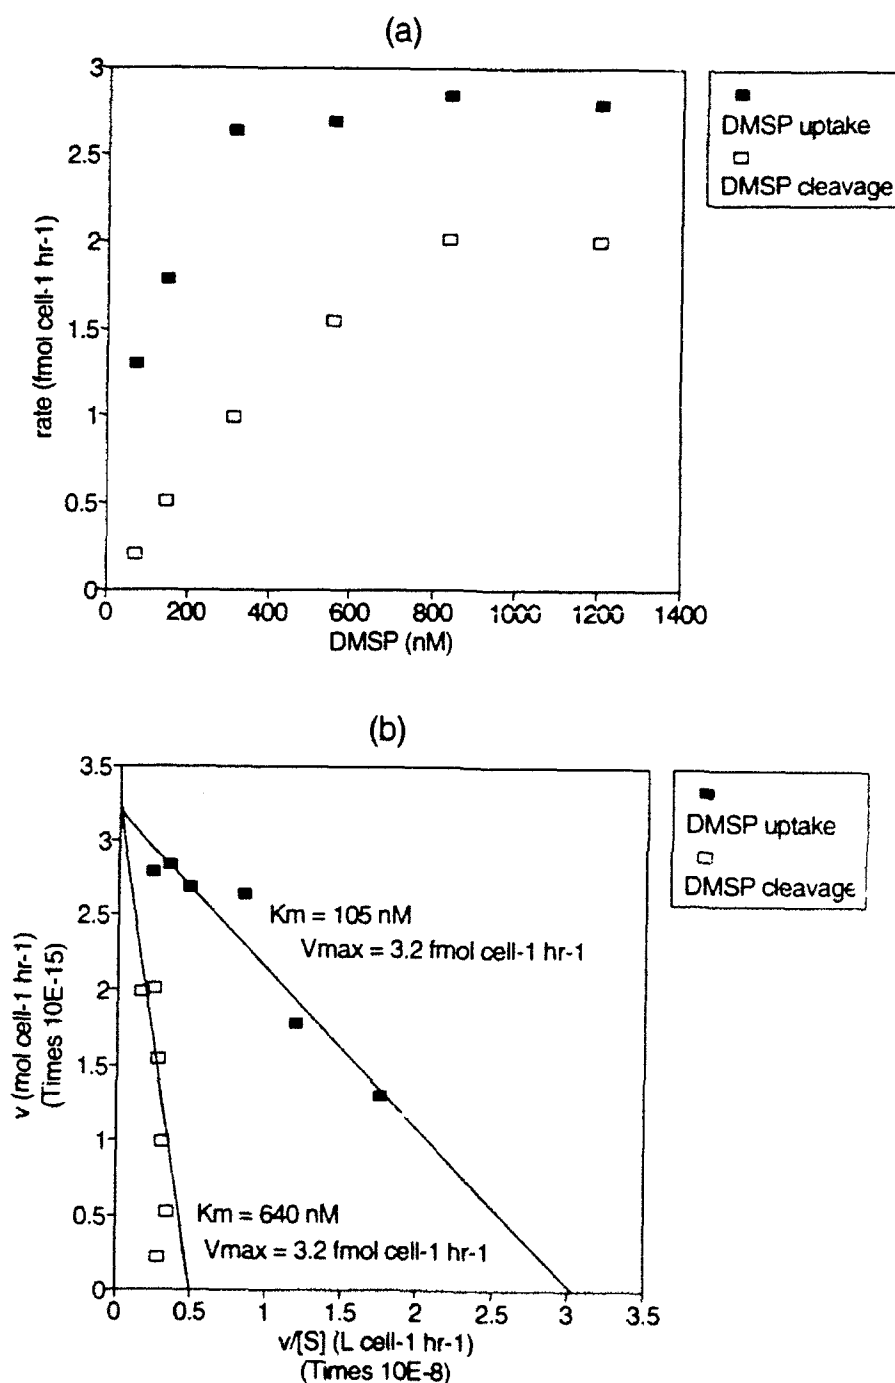 (a)
3
2.5
2
1.5
1
0.5
0
rate (fmol cell-1 hr-1)
0 200 400 600 800 1000 1200 1400
DMSP (nM)
DMSP uptake
DMSP cleavage
(b)
3.5
3
2.5
2
1.5
1
0.5
0
v (mol cell-1 hr-1)
(Times 10E-15)
Km = 105 nM
Vmax = 3.2 fmol cell-1 hr-1
Km = 640 nM
Vmax = 3.2 fmol cell-1 hr-1
0 0.5 1 1.5 2 2.5 3 3.5
v/[S] (L cell-1 hr-1)
(Times 10E-8)
DMSP uptake
DMSP cleavage